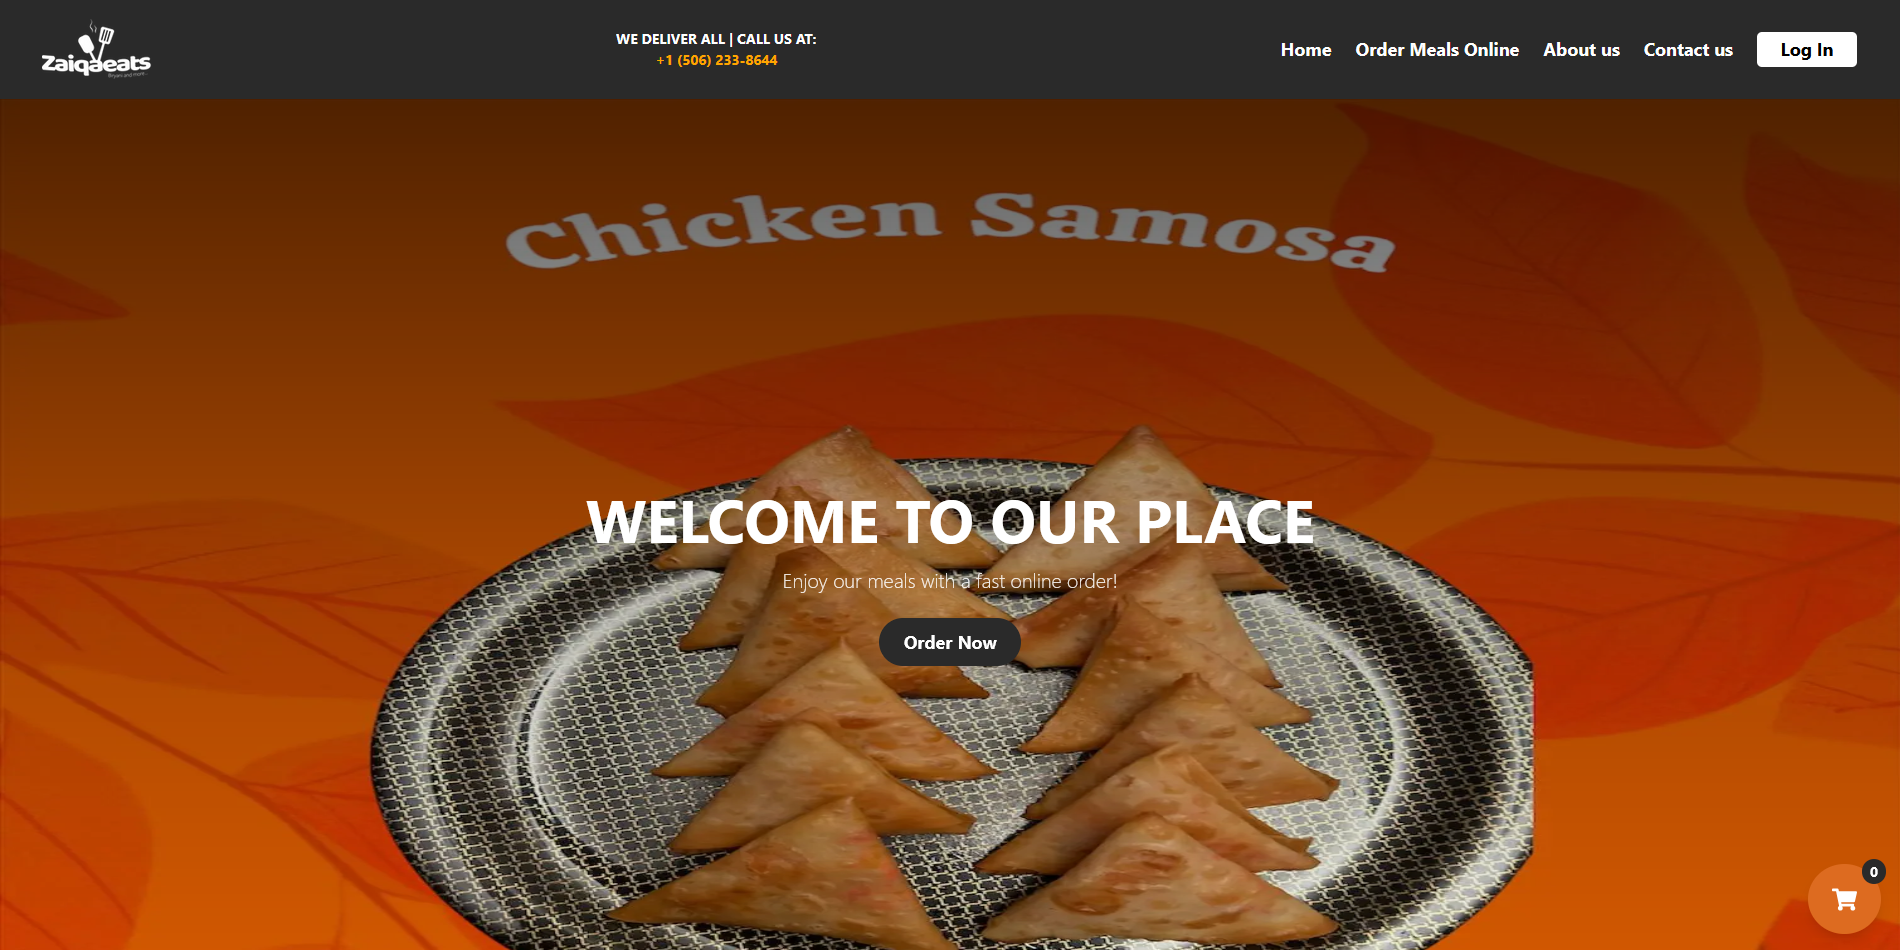 Zaiqaeats
WE DELIVER ALL | CALL US AT:
+1 (506) 233-8644
Home
Order Meals Online
About us
Contact us
Log In
Chicken Samosa
WELCOME TO OUR PLACE
Enjoy our meals with a fast online order!
Order Now
0